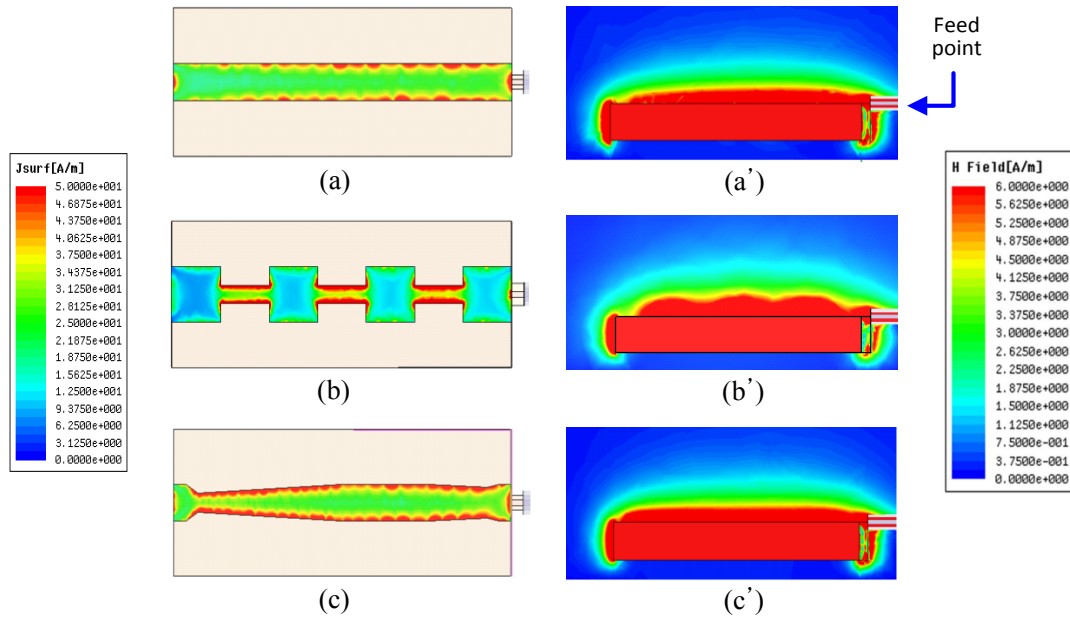 Feed
point
(a)
(a’)
Jsurf[A/m]
5.0000e+001
4.6875e+001
4.3750e+001
4.0625e+001
3.7500e+001
3.4375e+001
3.1250e+001
2.8125e+001
2.5000e+001
2.1875e+001
1.8750e+001
1.5625e+001
1.2500e+001
9.3750e+000
6.2500e+000
3.1250e+000
0.0000e+000
H Field[A/m]
6.0000e+000
5.6250e+000
5.2500e+000
4.8750e+000
4.5000e+000
4.1250e+000
3.7500e+000
3.3750e+000
3.0000e+000
2.6250e+000
2.2500e+000
1.8750e+000
1.5000e+000
1.1250e+000
7.5000e-001
3.7500e-001
0.0000e+000
(b)
(b’)
(c)
(c’)